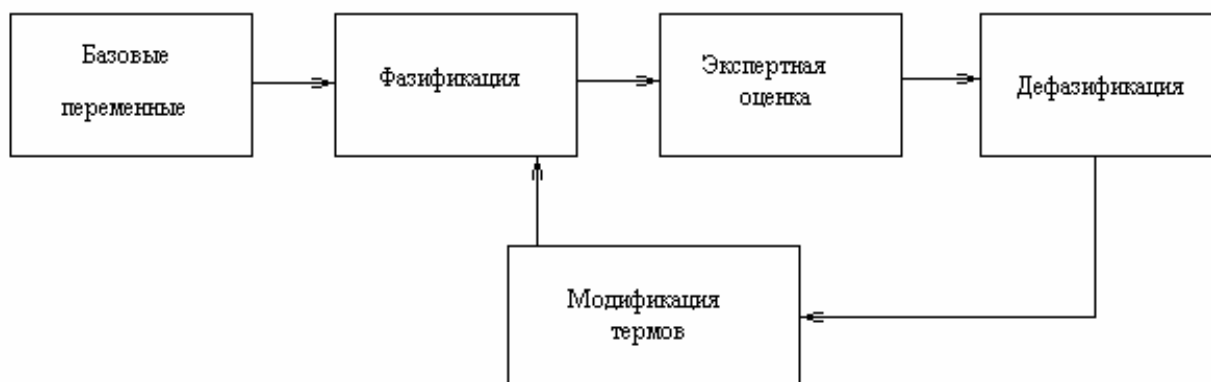 Базовые
переменные
Фазификация
Экспертная
оценка
Дефазификация
Модификация
термов